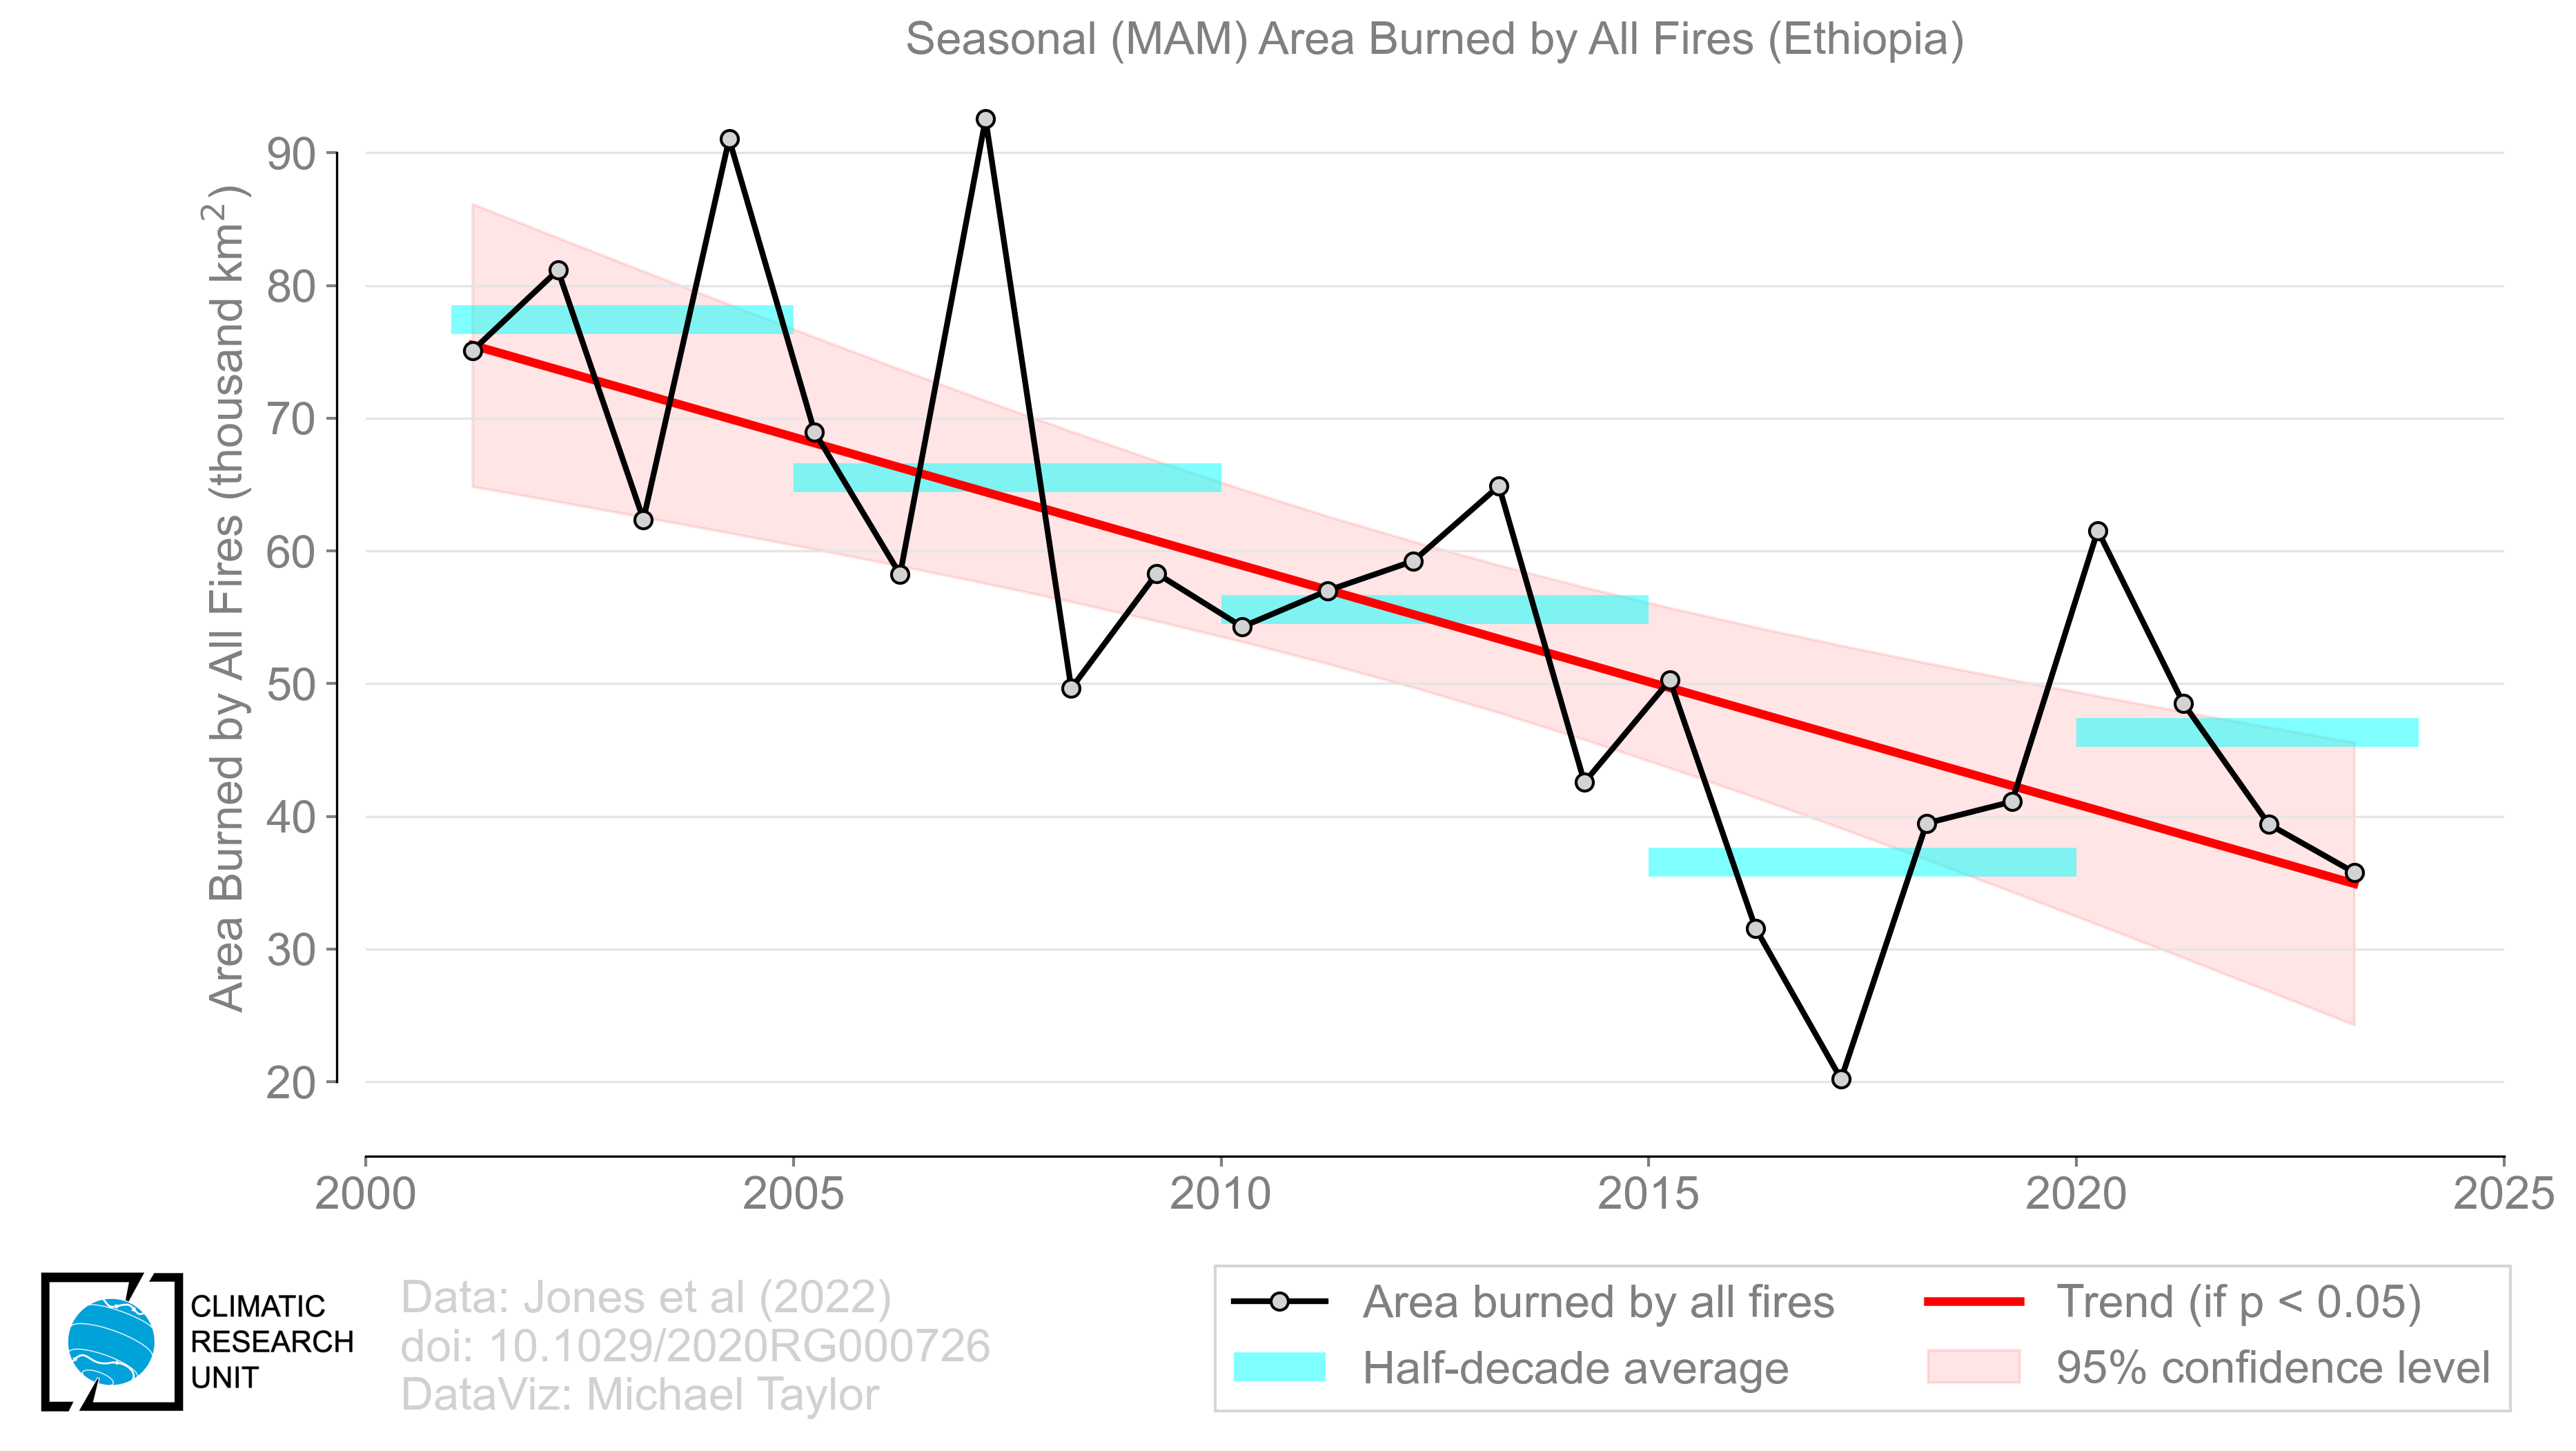 Seasonal (MAM) Area Burned by All Fires (Ethiopia)
Area Burned by All Fires (thousand km²)
90
80
70
60
50
40
30
20
2000 2005 2010 2015 2020 2025
CLIMATIC
RESEARCH
UNIT
Data: Jones et al (2022)
doi: 10.1029/2020RG000726
DataViz: Michael Taylor
Area burned by all fires
Half-decade average
Trend (if p < 0.05)
95% confidence level